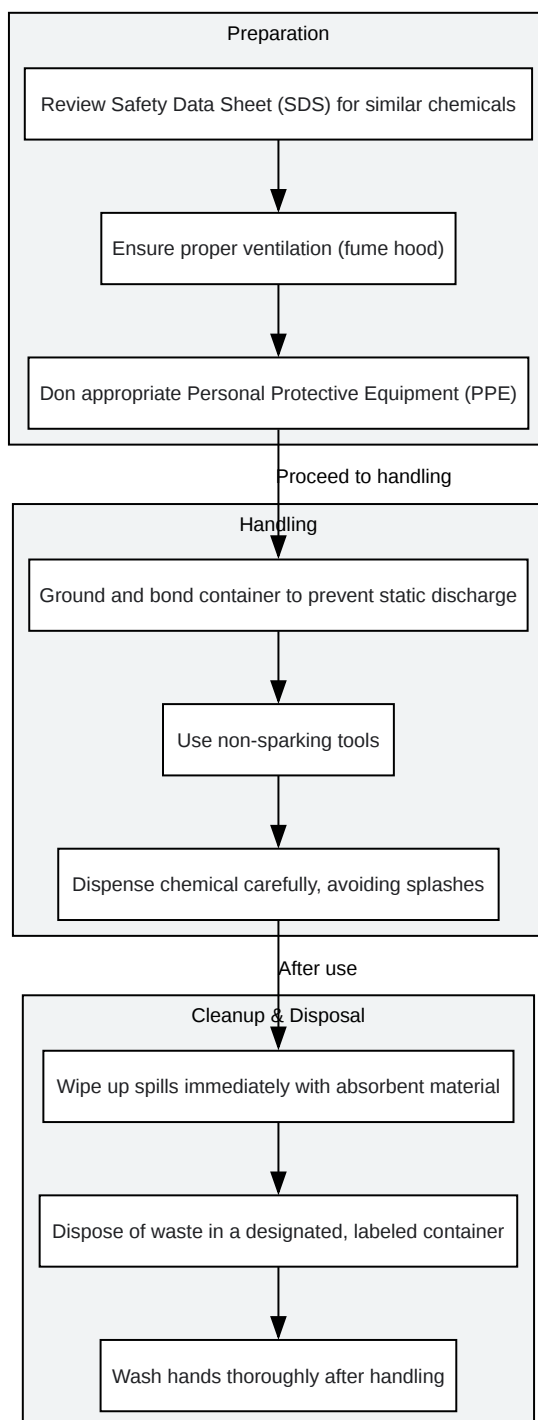 Preparation
Review Safety Data Sheet (SDS) for similar chemicals
Ensure proper ventilation (fume hood)
Don appropriate Personal Protective Equipment (PPE)
Proceed to handling
Handling
Ground and bond container to prevent static discharge
Use non-sparking tools
Dispense chemical carefully, avoiding splashes
After use
Cleanup & Disposal
Wipe up spills immediately with absorbent material
Dispose of waste in a designated, labeled container
Wash hands thoroughly after handling